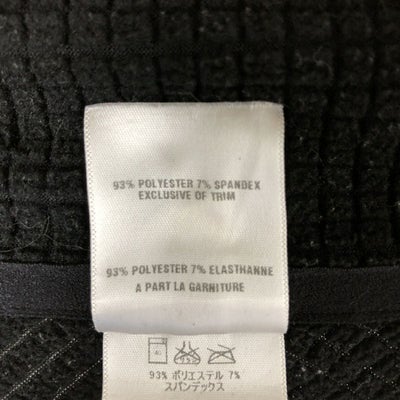 93% POLYESTER 7% SPANDEX
EXCLUSIVE OF TRIM
93% POLYESTER 7% ELASTHANNE
A PART LA GARNITURE
93% ポリエステル 7%
スパンデックス